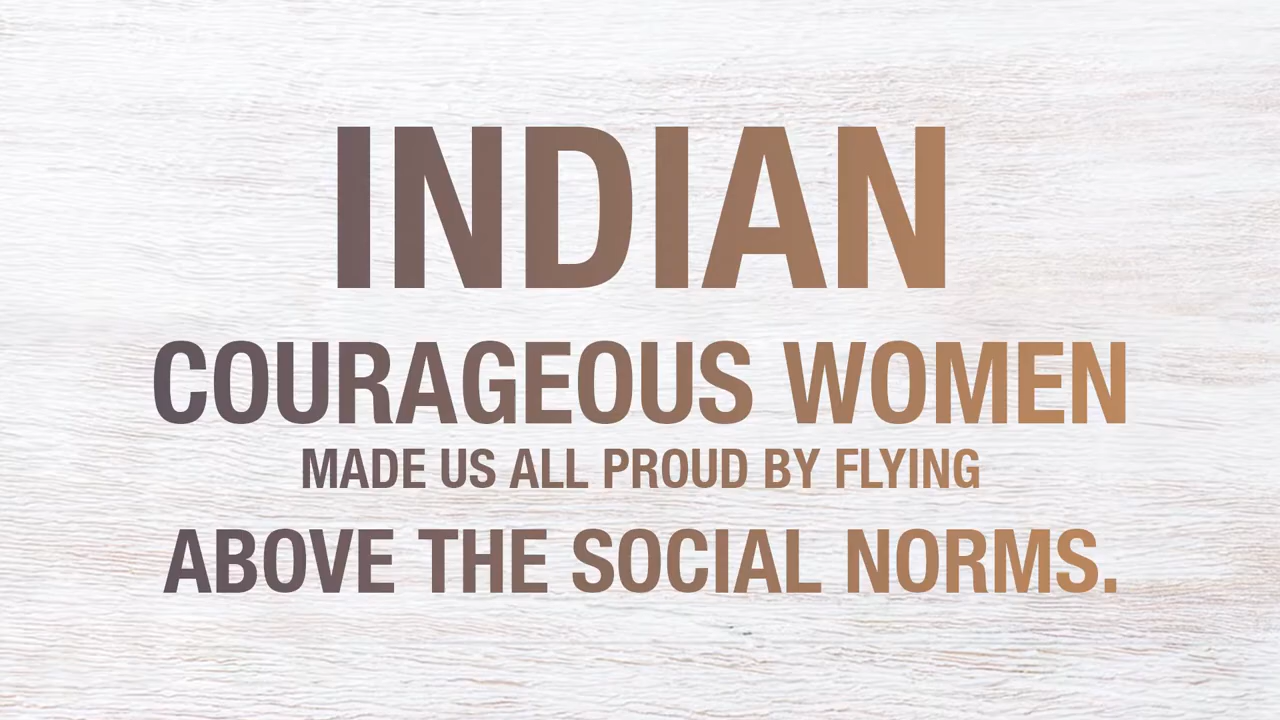 INDIAN
COURAGEOUS WOMEN
MADE US ALL PROUD BY FLYING
ABOVE THE SOCIAL NORMS.